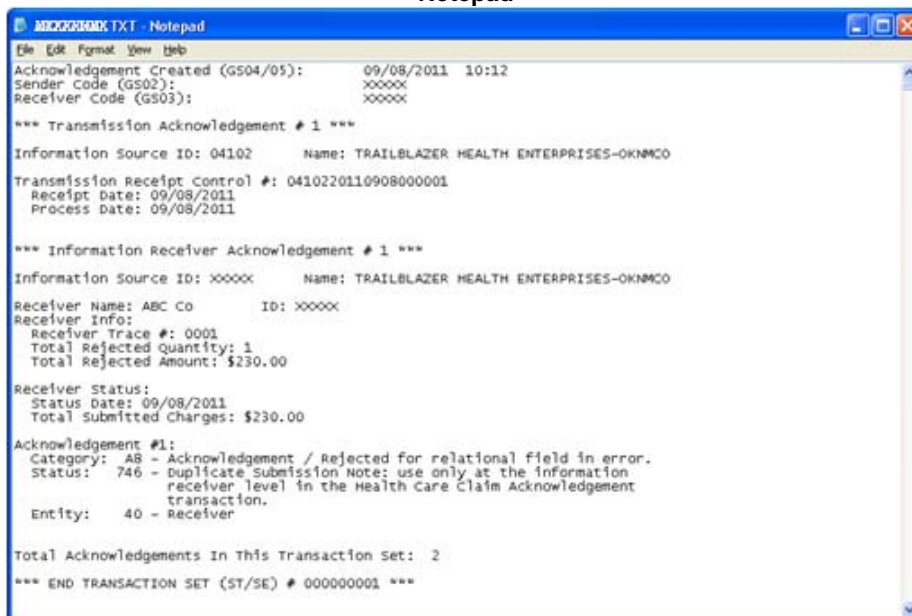 Notepad
TXT - Notepad
File Edit Format View Help
Acknowledgement Created (GS04/05): 09/08/2011 10:12
Sender Code (GS02): XXXXX
Receiver Code (GS03): XXXXX
*** Transmission Acknowledgement # 1 ***
Information Source ID: 04102 Name: TRAILBLAZER HEALTH ENTERPRISES-OKNMCO
Transmission Receipt Control #: 0410220110908000001
Receipt Date: 09/08/2011
Process Date: 09/08/2011
*** Information Receiver Acknowledgement # 1 ***
Information Source ID: XXXXX Name: TRAILBLAZER HEALTH ENTERPRISES-OKNMCO
Receiver Name: ABC Co ID: XXXXX
Receiver Info:
Receiver Trace #: 0001
Total Rejected Quantity: 1
Total Rejected Amount: $230.00
Receiver Status:
Status Date: 09/08/2011
Total Submitted Charges: $230.00
Acknowledgement #1:
Category: A8 - Acknowledgement / Rejected for relational field in error.
Status: 746 - Duplicate Submission Note: use only at the information
receiver level in the Health Care Claim Acknowledgement
transaction.
Entity: 40 - Receiver
Total Acknowledgements In This Transaction Set: 2
*** END TRANSACTION SET (ST/SE) # 000000001 ***